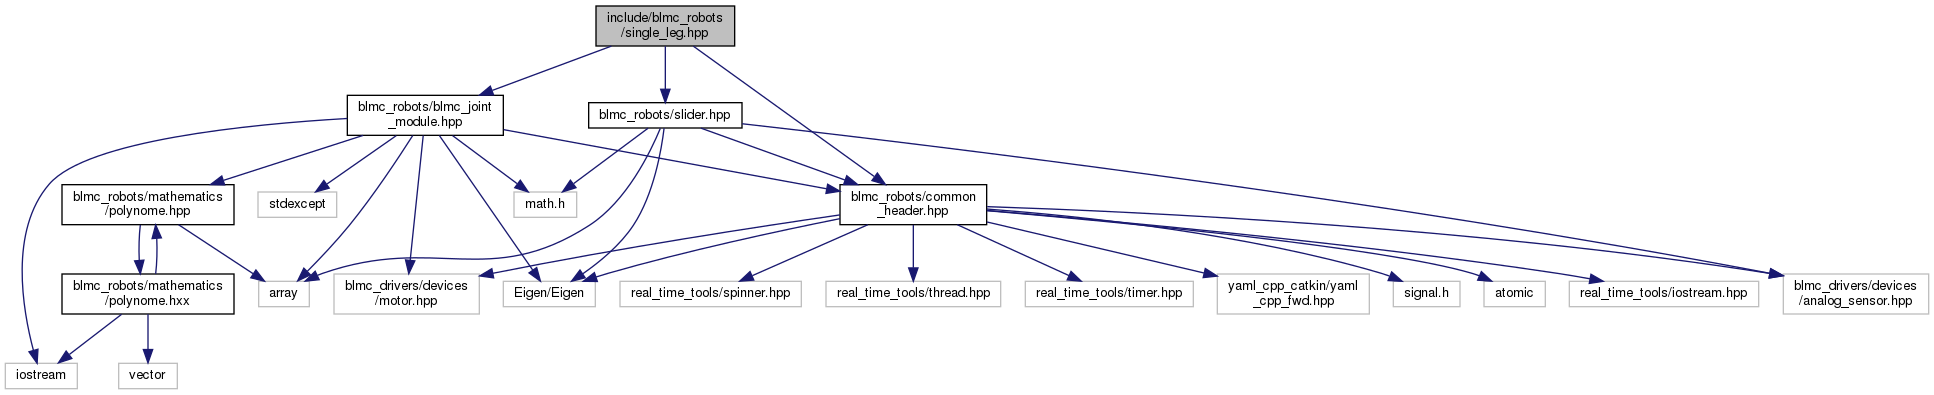 include/blmc_robots
/single_leg.hpp
blmc_robots/blmc_joint
_module.hpp
blmc_robots/slider.hpp
blmc_robots/mathematics
/polynome.hpp
stdexcept
math.h
blmc_robots/common
_header.hpp
blmc_robots/mathematics
/polynome.hxx
array
blmc_drivers/devices
/motor.hpp
Eigen/Eigen
real_time_tools/spinner.hpp
real_time_tools/thread.hpp
real_time_tools/timer.hpp
yaml_cpp_catkin/yaml
_cpp_fwd.hpp
signal.h
atomic
real_time_tools/iostream.hpp
blmc_drivers/devices
/analog_sensor.hpp
iostream
vector